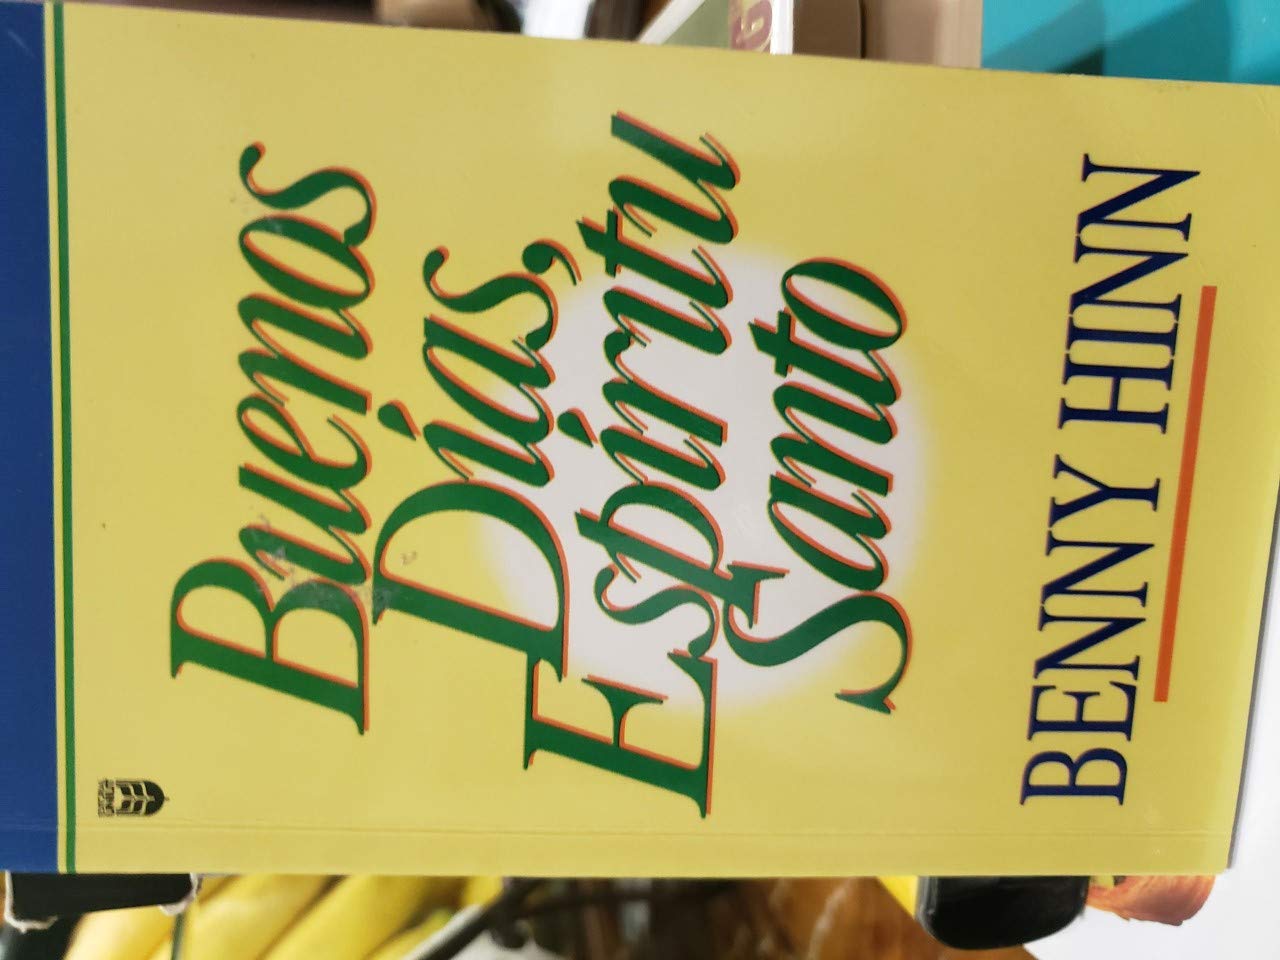 Buenos
Días,
Espíritu
Santo
BENNY HINN